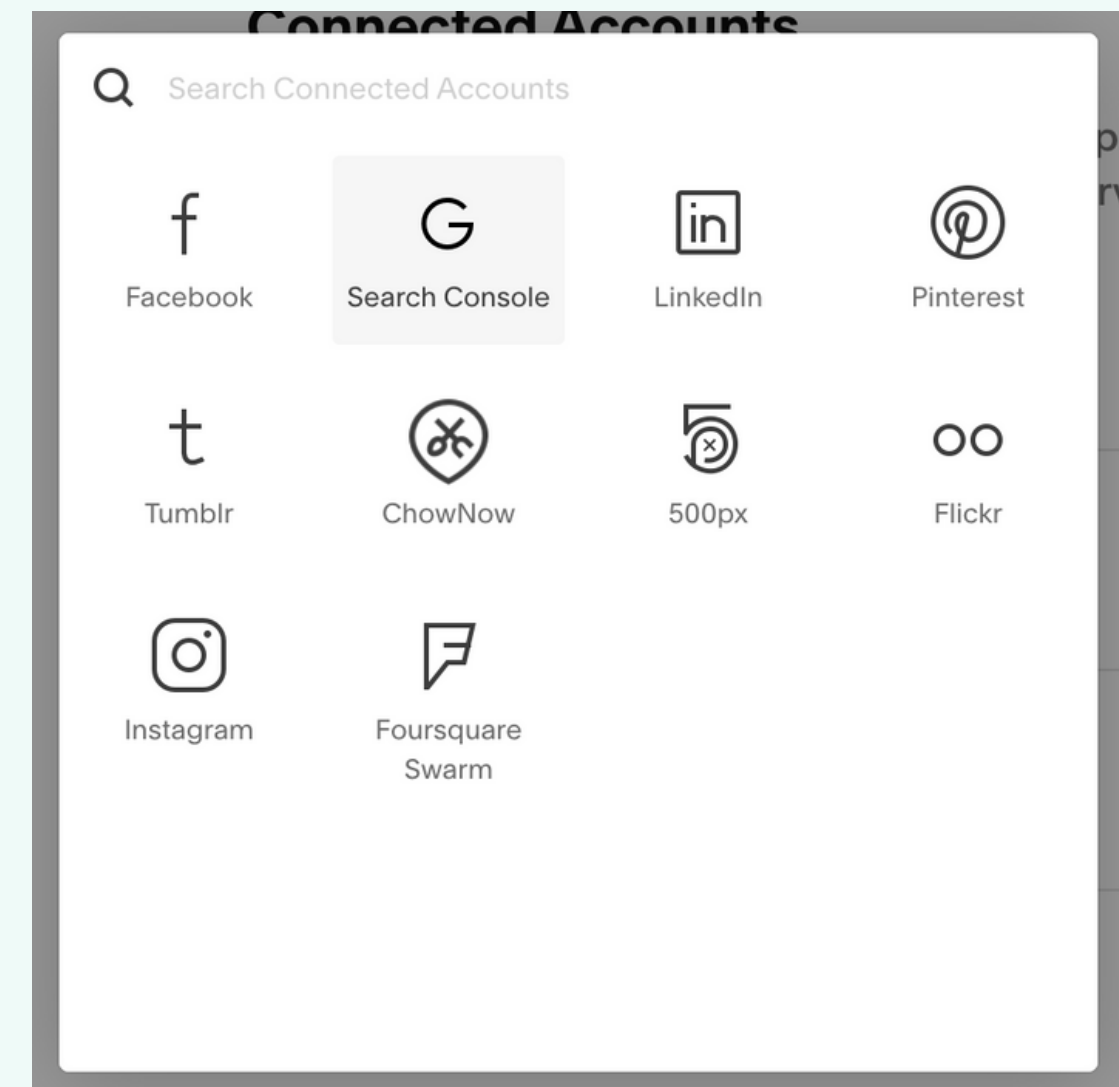 Connected Accounts
Search Connected Accounts
Facebook
Search Console
LinkedIn
Pinterest
Tumblr
ChowNow
500px
Flickr
Instagram
Foursquare
Swarm